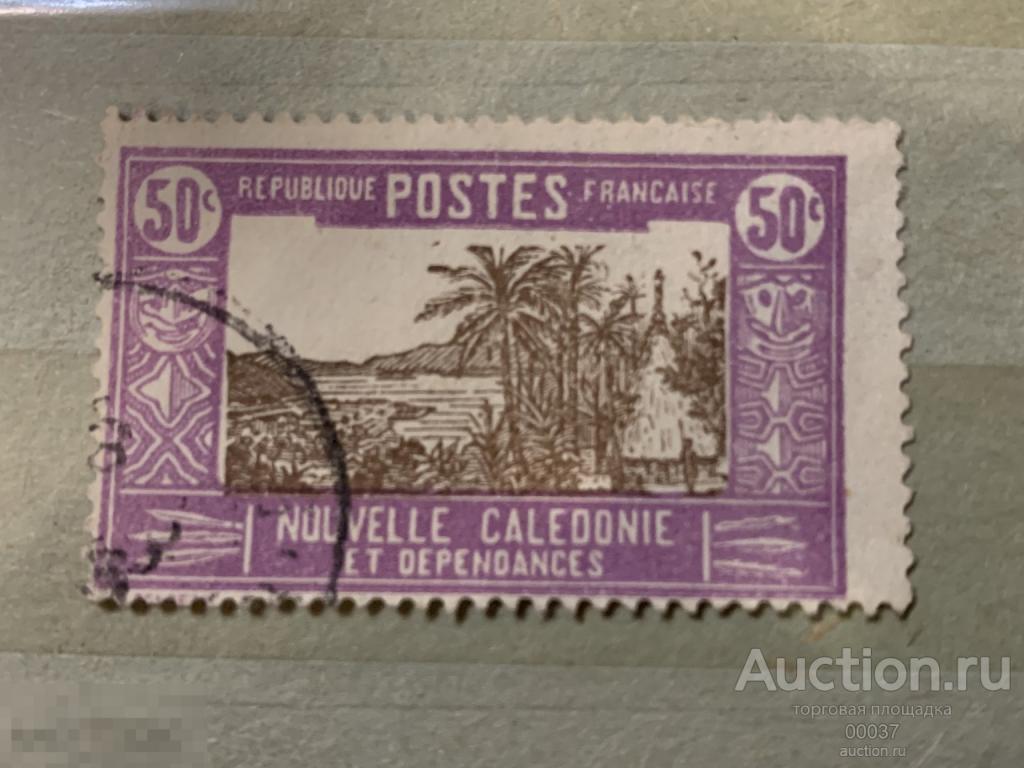 50c REPUBLIQUE POSTES FRANCAISE 50c
NOUVELLE CALEDONIE
ET DEPENDANCES
Auction.ru
торговая площадка
00037
auction.ru